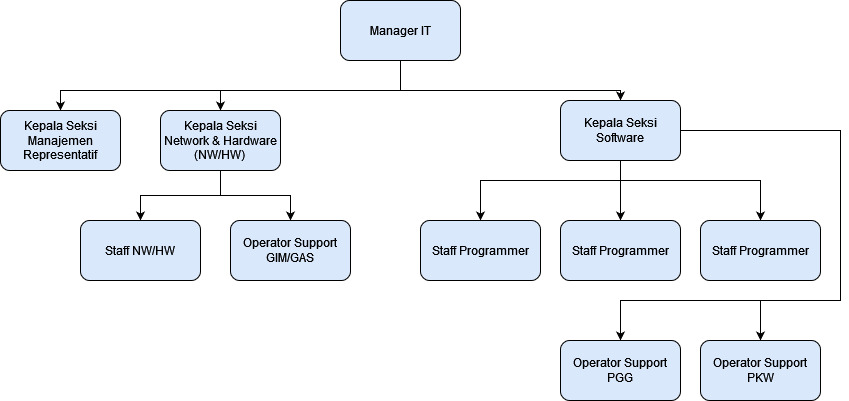 Manager IT
Kepala Seksi
Manajemen
Representatif
Kepala Seksi
Network & Hardware
(NW/HW)
Kepala Seksi
Software
Staff NW/HW
Operator Support
GIM/GAS
Staff Programmer
Staff Programmer
Staff Programmer
Operator Support
PGG
Operator Support
PKW